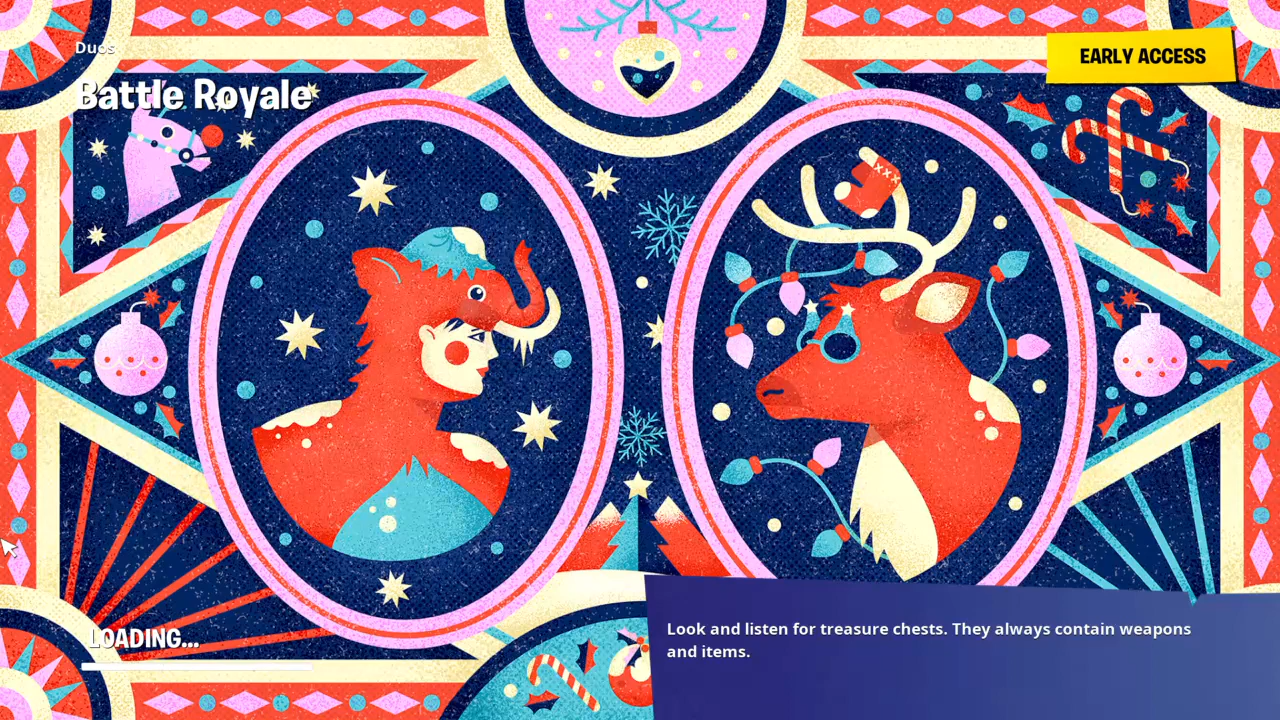 Duos
Battle Royale
EARLY ACCESS
LOADING...
Look and listen for treasure chests. They always contain weapons
and items.